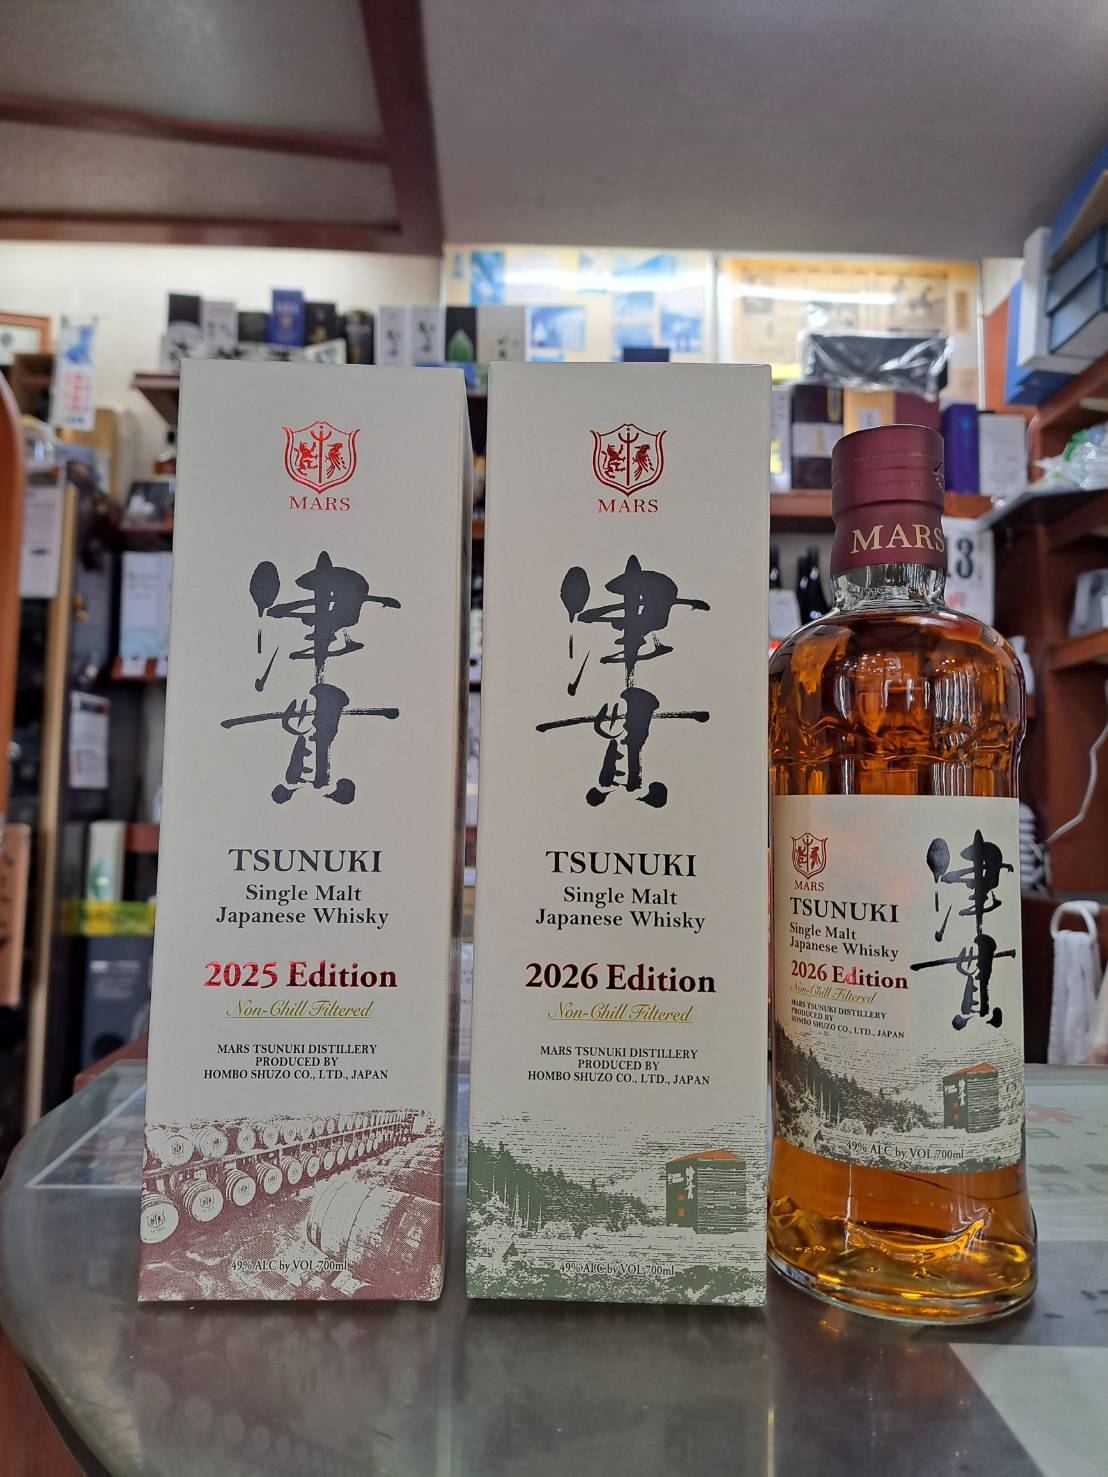 MARS
津
貫
TSUNUKI
Single Malt
Japanese Whisky
2025 Edition
Non-Chill Filtered
MARS TSUNUKI DISTILLERY
PRODUCED BY
HOMBO SHUZO CO., LTD., JAPAN
49% ALC by VOL 700ml
MARS
津
貫
TSUNUKI
Single Malt
Japanese Whisky
2026 Edition
Non-Chill Filtered
MARS TSUNUKI DISTILLERY
PRODUCED BY
HOMBO SHUZO CO., LTD., JAPAN
49% ALC by VOL 700ml
MARS
MARS
津
貫
TSUNUKI
Single Malt
Japanese Whisky
2026 Edition
Non-Chill Filtered
MARS TSUNUKI DISTILLERY
PRODUCED BY
HOMBO SHUZO CO., LTD., JAPAN
49% ALC by VOL 700ml
3